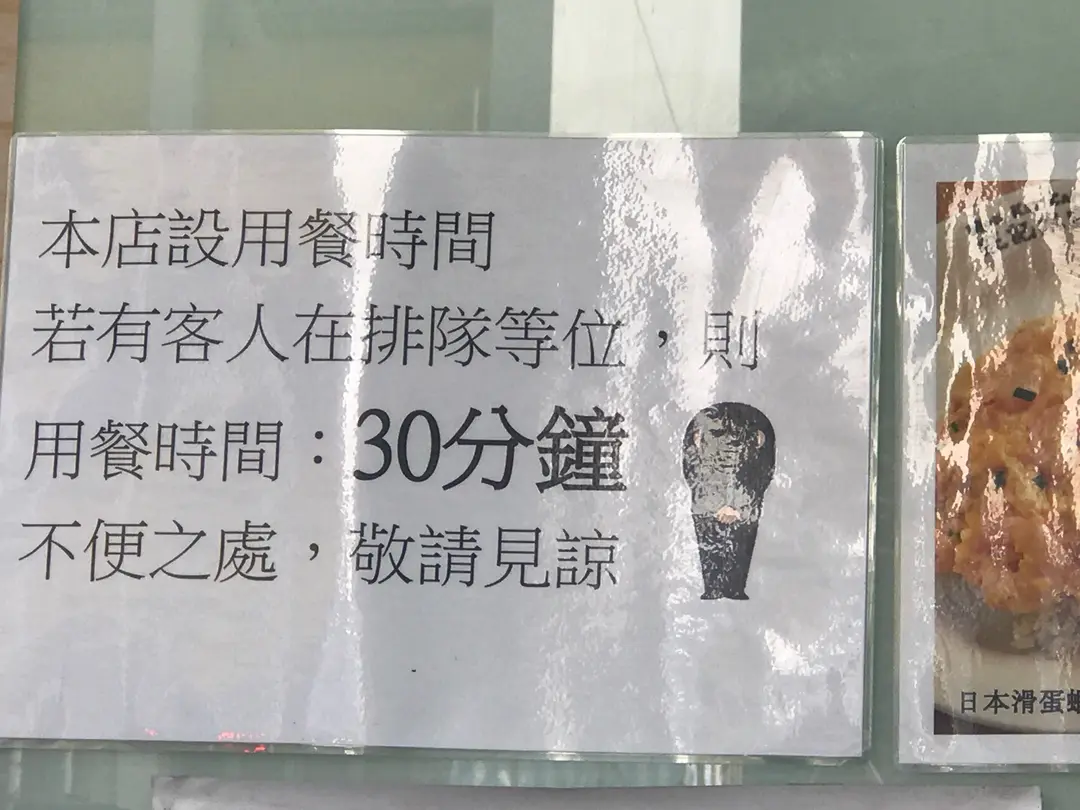 本店設用餐時間
若有客人在排隊等位，則
用餐時間：30分鐘
不便之處，敬請見諒
日本滑蛋蝦